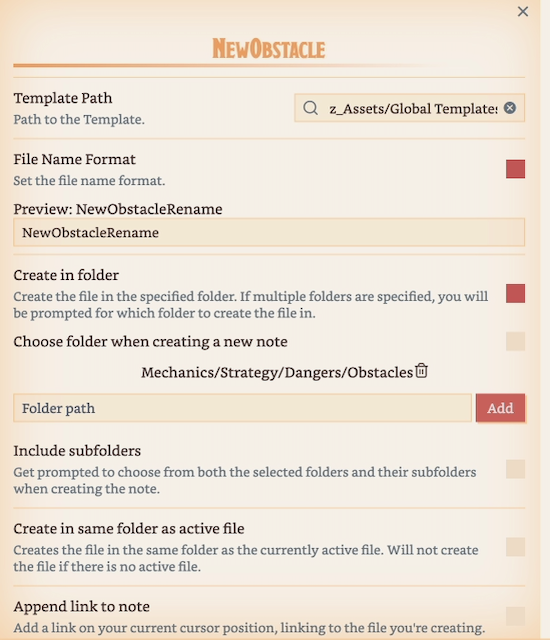 NewObstacle
Template Path
Path to the Template.
z_Assets/Global Templates
File Name Format
Set the file name format.
Preview: NewObstacleRename
NewObstacleRename
Create in folder
Create the file in the specified folder. If multiple folders are specified, you will
be prompted for which folder to create the file in.
Choose folder when creating a new note
Mechanics/Strategy/Dangers/Obstacles
Folder path
Add
Include subfolders
Get prompted to choose from both the selected folders and their subfolders
when creating the note.
Create in same folder as active file
Creates the file in the same folder as the currently active file. Will not create
the file if there is no active file.
Append link to note
Add a link on your current cursor position, linking to the file you're creating.